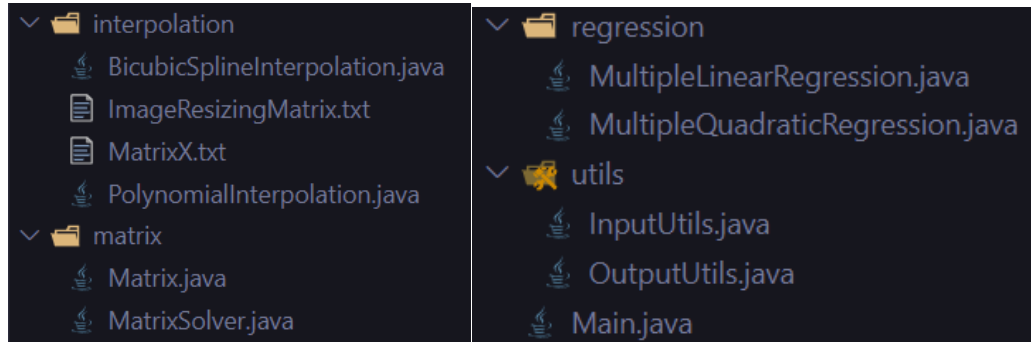 interpolation
BicubicSplineInterpolation.java
ImageResizingMatrix.txt
MatrixX.txt
PolynomialInterpolation.java
matrix
Matrix.java
MatrixSolver.java
regression
MultipleLinearRegression.java
MultipleQuadraticRegression.java
utils
InputUtils.java
OutputUtils.java
Main.java